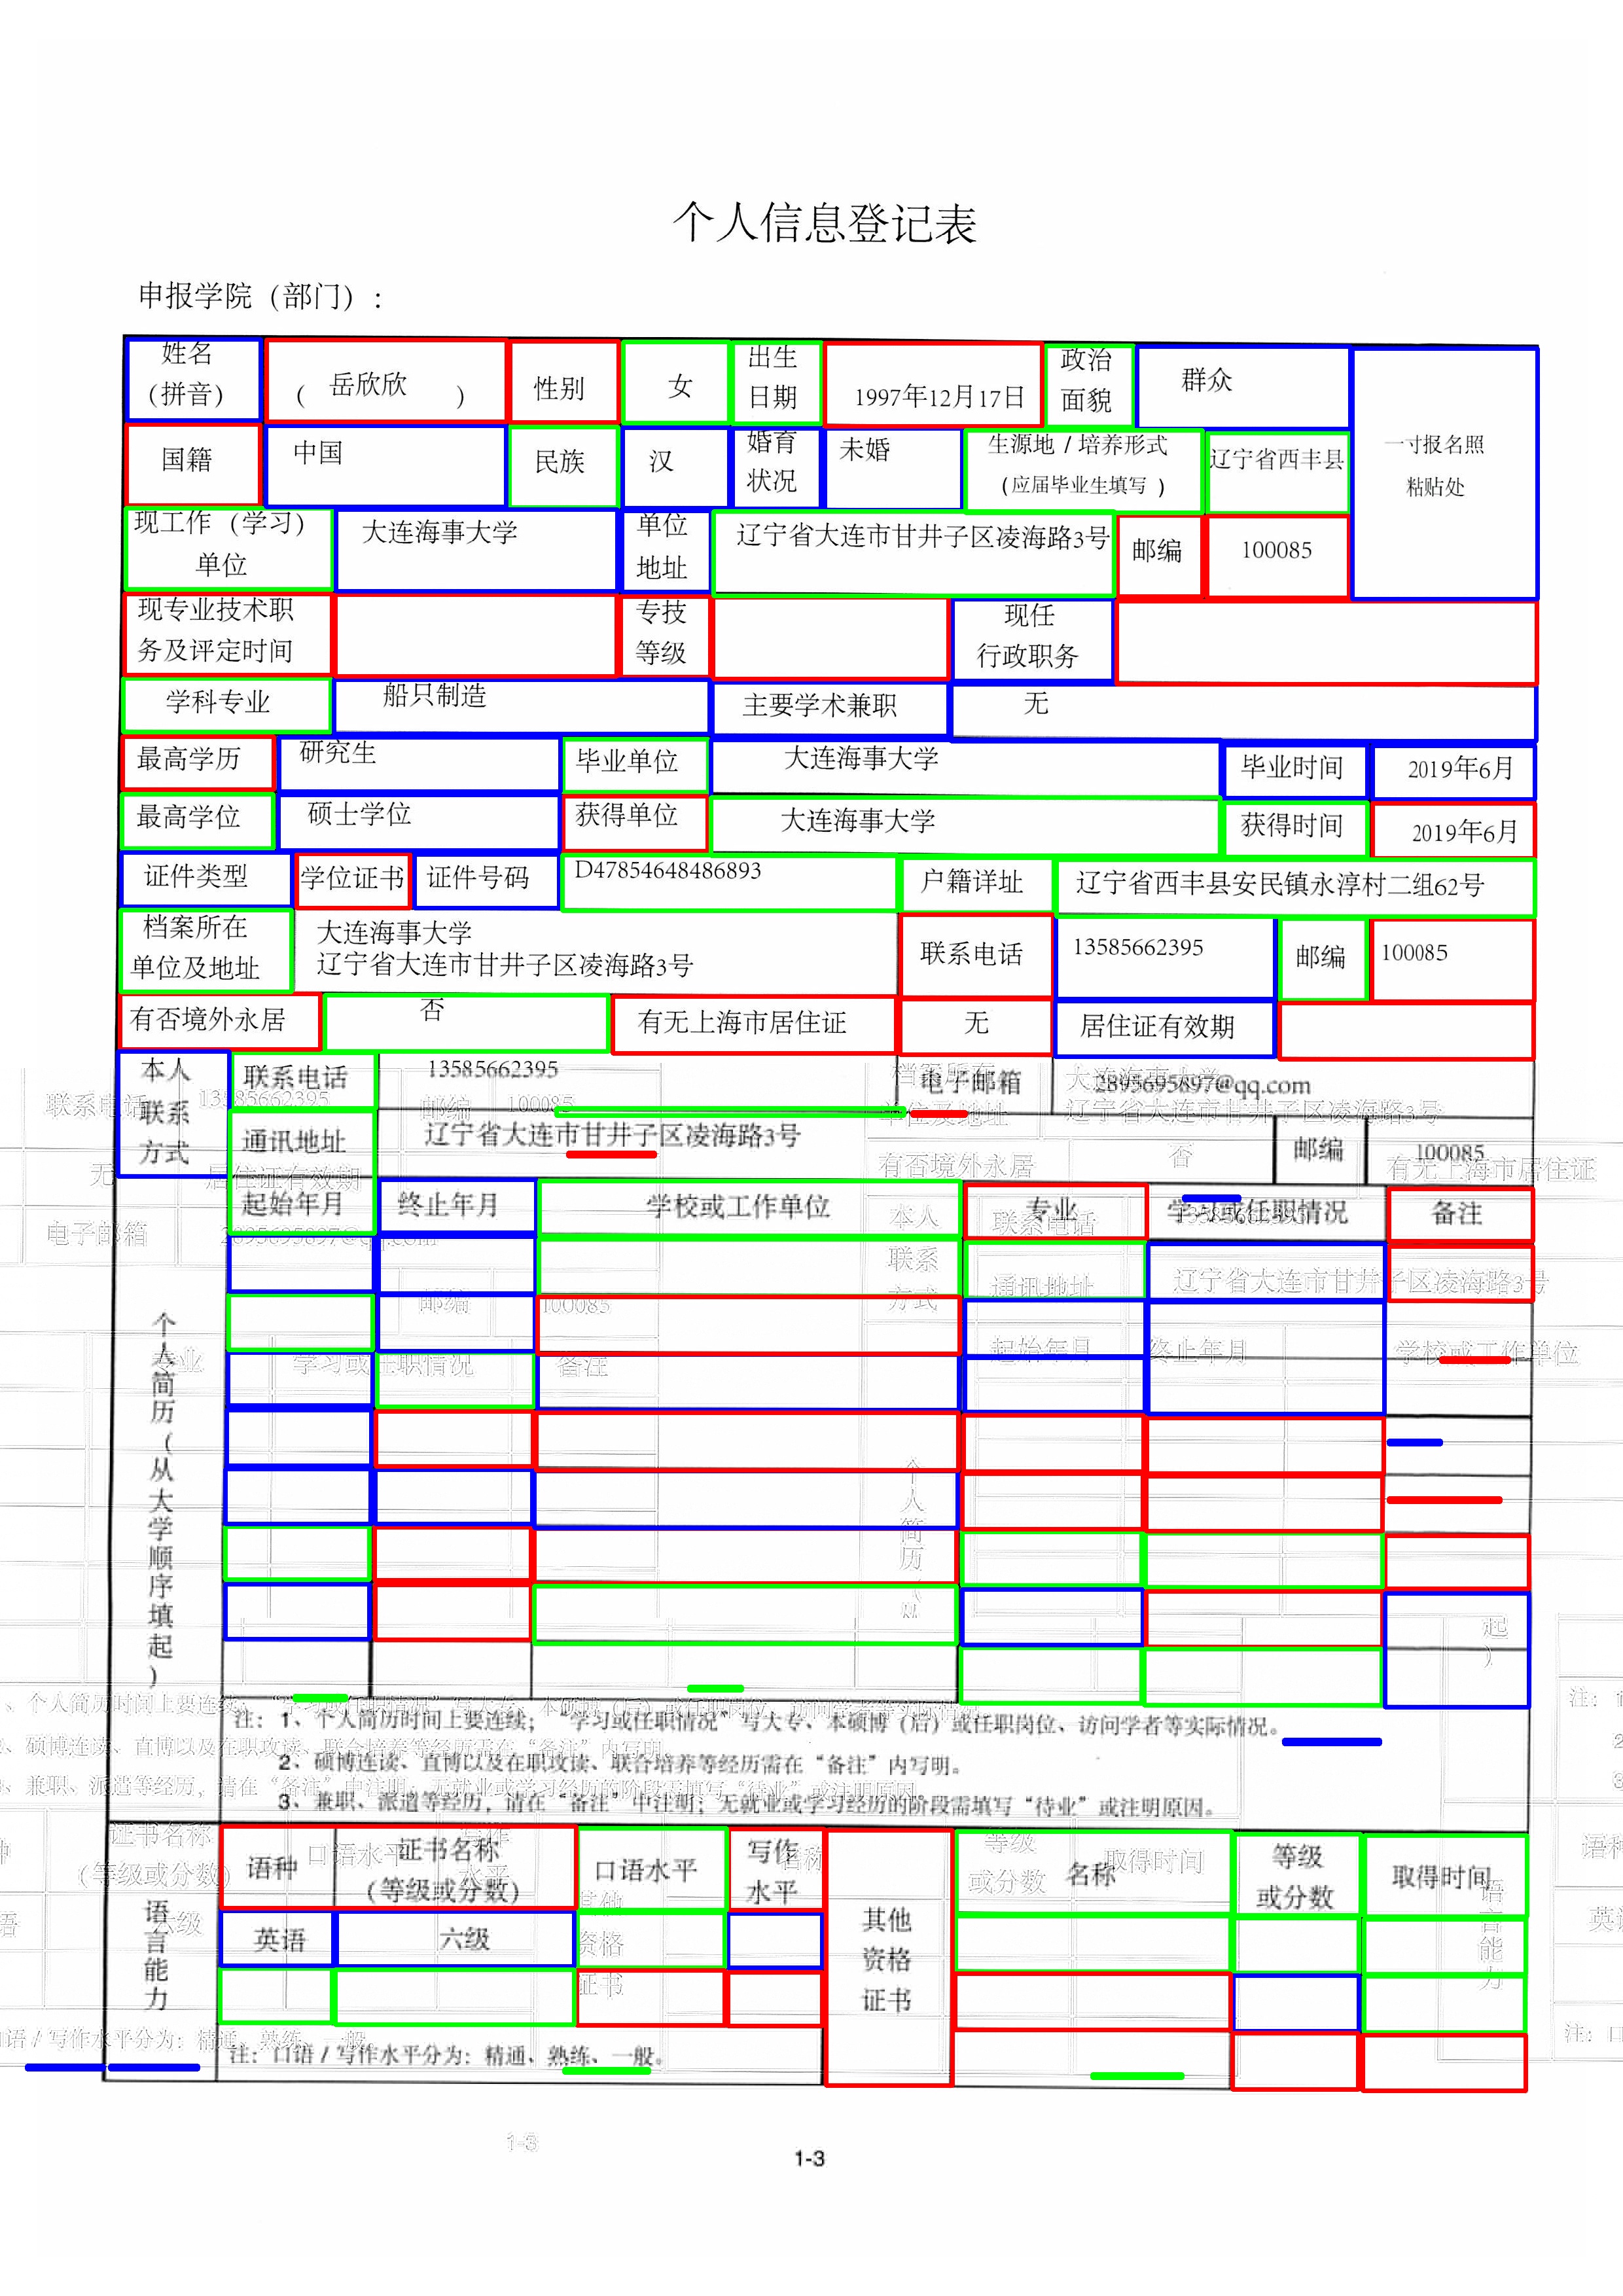 个人信息登记表
申报学院（部门）:
姓名
（拼音）
（ 岳欣欣 ）
性别
女
出生
日期
1997年12月17日
政治
面貌
群众
一寸报名照
粘贴处
国籍
中国
民族
汉
婚育
状况
未婚
生源地 / 培养形式
(应届毕业生填写 )
辽宁省西丰县
现工作（学习）
单位
大连海事大学
单位
地址
辽宁省大连市甘井子区凌海路3号
邮编
100085
现专业技术职
务及评定时间
专技
等级
现任
行政职务
学科专业
船只制造
主要学术兼职
无
最高学历
研究生
毕业单位
大连海事大学
毕业时间
2019年6月
最高学位
硕士学位
获得单位
大连海事大学
获得时间
2019年6月
证件类型
学位证书
证件号码
D47854648486893
户籍详址
辽宁省西丰县安民镇永淳村二组62号
档案所在
单位及地址
大连海事大学
辽宁省大连市甘井子区凌海路3号
联系电话
13585662395
邮编
100085
有否境外永居
否
有无上海市居住证
无
居住证有效期
本人
联系
方式
联系电话
13585662395
电子邮箱
2895695897@qq.com
通讯地址
辽宁省大连市甘井子区凌海路3号
邮编
100085
个人简历（从大学顺序填起）
起始年月
终止年月
学校或工作单位
专业
学习或任职情况
备注
注: 1、个人简历时间上要连续; “学习或任职情况”写大专、本硕博（后）或任职岗位、访问学者等实际情况。
2、硕博连读、直博以及在职攻读、联合培养等经历需在“备注”内写明。
3、兼职、派遣等经历, 请在“备注”中注明; 无就业或学习经历的阶段需填写“待业”或注明原因。
语言能力
语种
证书名称
（等级或分数）
口语水平
写作
水平
其他
资格
证书
名称
等级
或分数
取得时间
英语
六级
注: 口语 / 写作水平分为: 精通、熟练、一般。
1-3